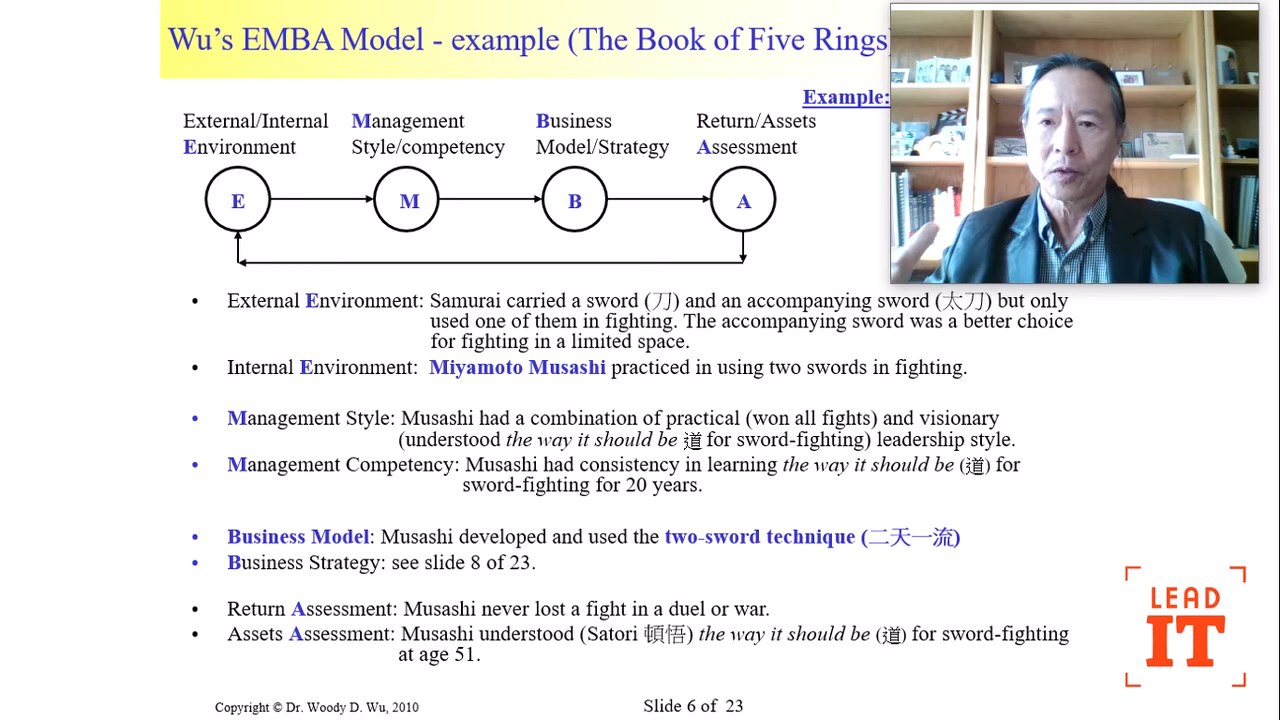 Wu's EMBA Model - example (The Book of Five Rings)
Example:
External/Internal
Environment
Management
Style/competency
Business
Model/Strategy
Return/Assets
Assessment
E
M
B
A
• External Environment: Samurai carried a sword (刀) and an accompanying sword (太刀) but only
used one of them in fighting. The accompanying sword was a better choice
for fighting in a limited space.
• Internal Environment: Miyamoto Musashi practiced in using two swords in fighting.
• Management Style: Musashi had a combination of practical (won all fights) and visionary
(understood the way it should be 道 for sword-fighting) leadership style.
• Management Competency: Musashi had consistency in learning the way it should be (道) for
sword-fighting for 20 years.
• Business Model: Musashi developed and used the two-sword technique (二天一流)
• Business Strategy: see slide 8 of 23.
• Return Assessment: Musashi never lost a fight in a duel or war.
• Assets Assessment: Musashi understood (Satori 頓悟) the way it should be (道) for sword-fighting
at age 51.
LEAD
IT
Copyright © Dr. Woody D. Wu, 2010
Slide 6 of 23